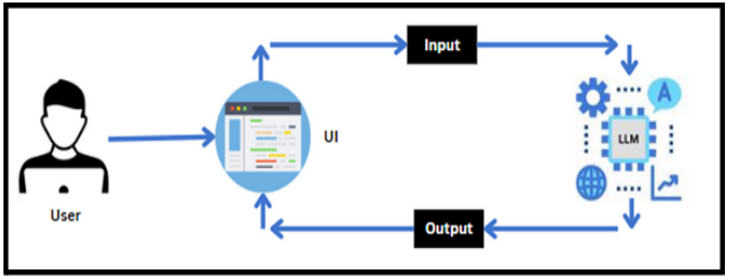 Input
A
LLM
UI
User
Output